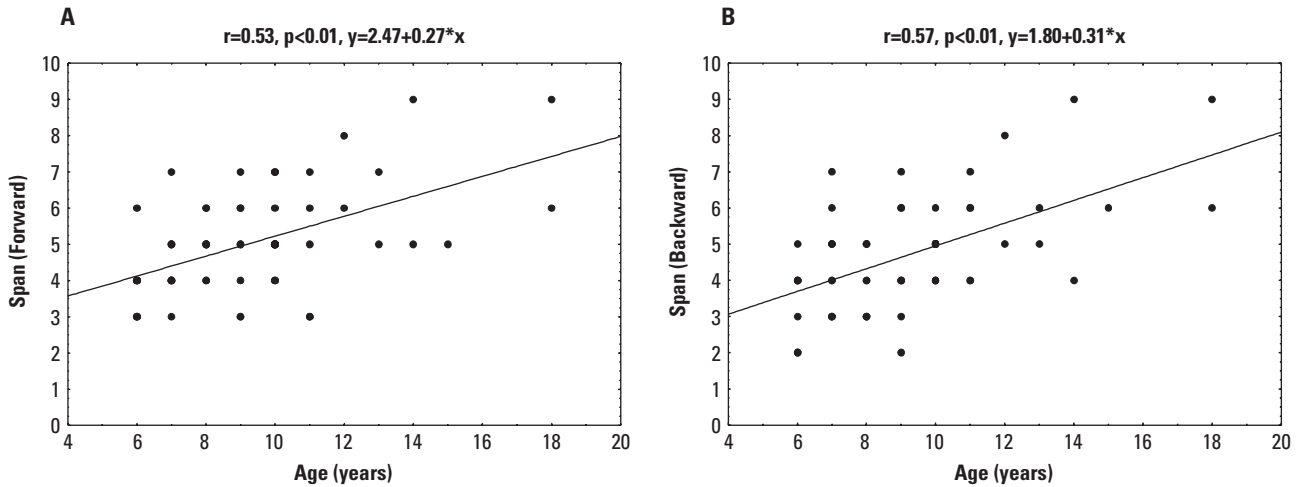 A
r=0.53, p<0.01, y=2.47+0.27*x
10
9
8
7
6
5
4
3
2
1
0
Span (Forward)
4 6 8 10 12 14 16 18 20
Age (years)
B
r=0.57, p<0.01, y=1.80+0.31*x
10
9
8
7
6
5
4
3
2
1
0
Span (Backward)
4 6 8 10 12 14 16 18 20
Age (years)